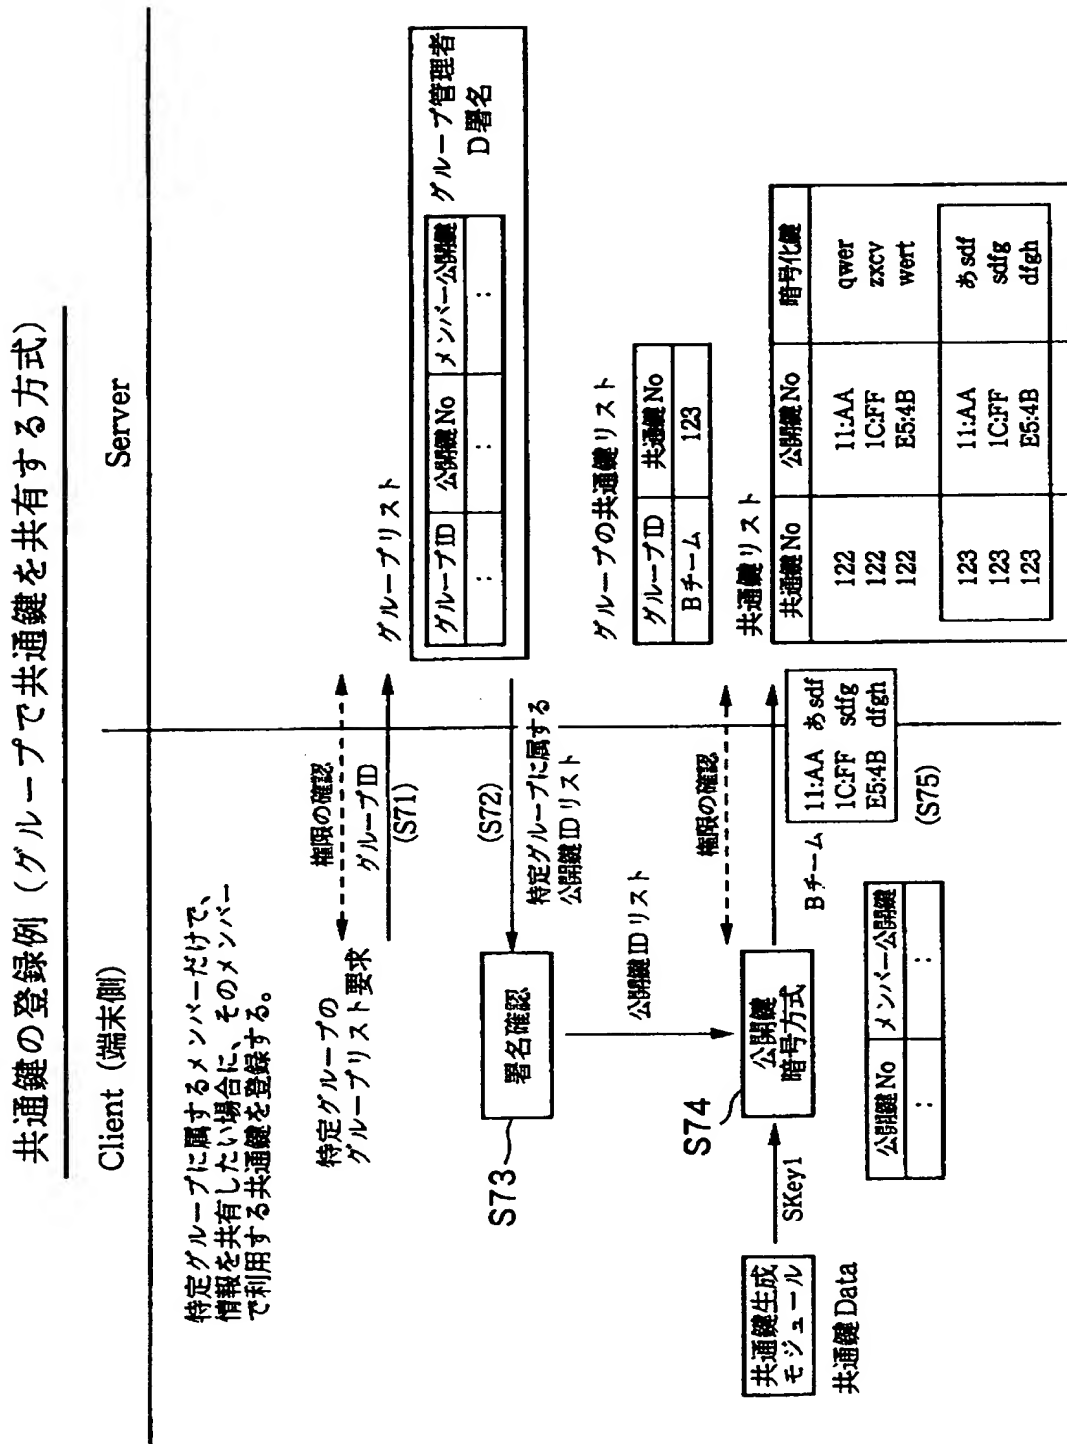 共通鍵の登録例（グループで共通鍵を共有する方式）
Client (端末側)
Server
特定グループに属するメンバーだけで、
情報を共有したい場合に、そのメンバー
で利用する共通鍵を登録する。
特定グループの
グループリスト要求
権限の確認
グループID
(S71)
グループリスト
グループID 公開鍵No メンバー公開鍵
: : :
グループ管理者
D署名
(S72)
特定グループに属する
公開鍵IDリスト
S73
署名確認
公開鍵IDリスト
グループの共通鍵リスト
グループID 共通鍵No
Bチーム 123
共通鍵生成
モジュール
共通鍵Data
SKey1
S74
公開鍵
暗号方式
権限の確認
Bチーム
11:AA あsdf
1C:FF sdfg
E5:4B dfgh
(S75)
公開鍵No メンバー公開鍵
: :
共通鍵リスト
共通鍵No 公開鍵No 暗号化鍵
122 11:AA qwer
122 1C:FF zxcv
122 E5:4B wert
123 11:AA あsdf
123 1C:FF sdfg
123 E5:4B dfgh